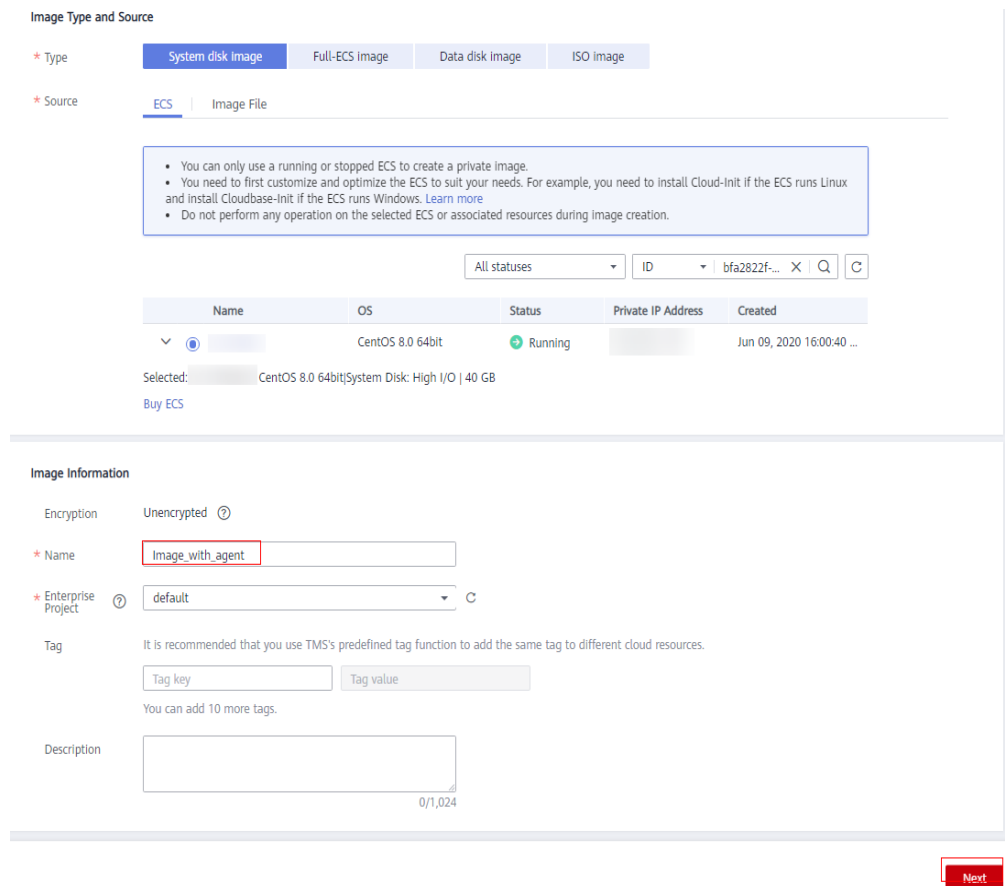 Image Type and Source
* Type System disk image Full-ECS image Data disk image ISO image
* Source ECS Image File
• You can only use a running or stopped ECS to create a private image.
• You need to first customize and optimize the ECS to suit your needs. For example, you need to install Cloud-Init if the ECS runs Linux
and install Cloudbase-Init if the ECS runs Windows. Learn more
• Do not perform any operation on the selected ECS or associated resources during image creation.
All statuses ID bfa2822f-...
Name OS Status Private IP Address Created
CentOS 8.0 64bit Running Jun 09, 2020 16:00:40 ...
Selected: CentOS 8.0 64bit|System Disk: High I/O | 40 GB
Buy ECS
Image Information
Encryption Unencrypted ?
* Name Image_with_agent
* Enterprise Project ? default
Tag It is recommended that you use TMS's predefined tag function to add the same tag to different cloud resources.
Tag key Tag value
You can add 10 more tags.
Description
0/1,024
Next